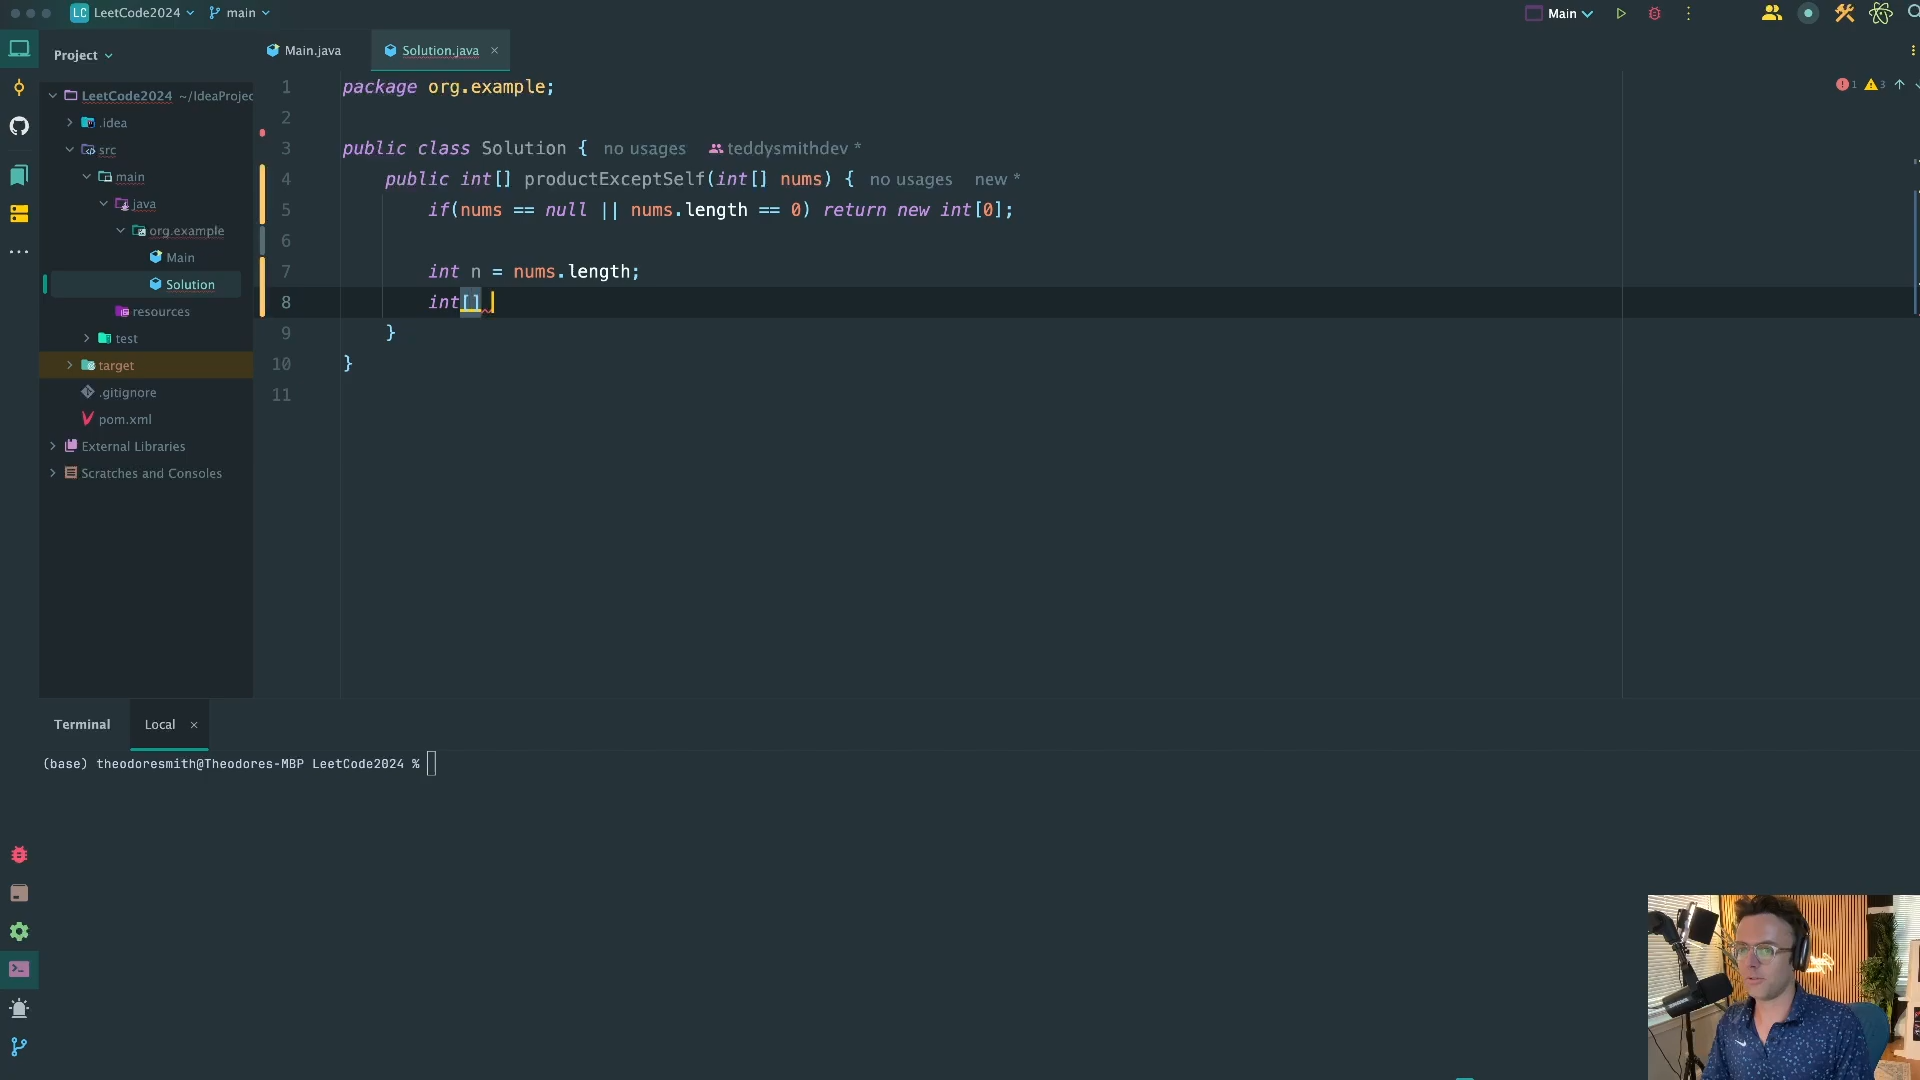 LC LeetCode2024 main Main
Project Main.java Solution.java ×
LeetCode2024 ~/IdeaProjec
.idea
src
main
java
org.example
Main
Solution
resources
test
target
.gitignore
pom.xml
External Libraries
Scratches and Consoles
1 3
1 package org.example;
2
3 public class Solution { no usages teddysmithdev *
4 public int[] productExceptSelf(int[] nums) { no usages new *
5 if(nums == null || nums.length == 0) return new int[0];
6
7 int n = nums.length;
8 int[]
9 }
10 }
11
Terminal Local ×
(base) theodoresmith@Theodores-MBP LeetCode2024 %